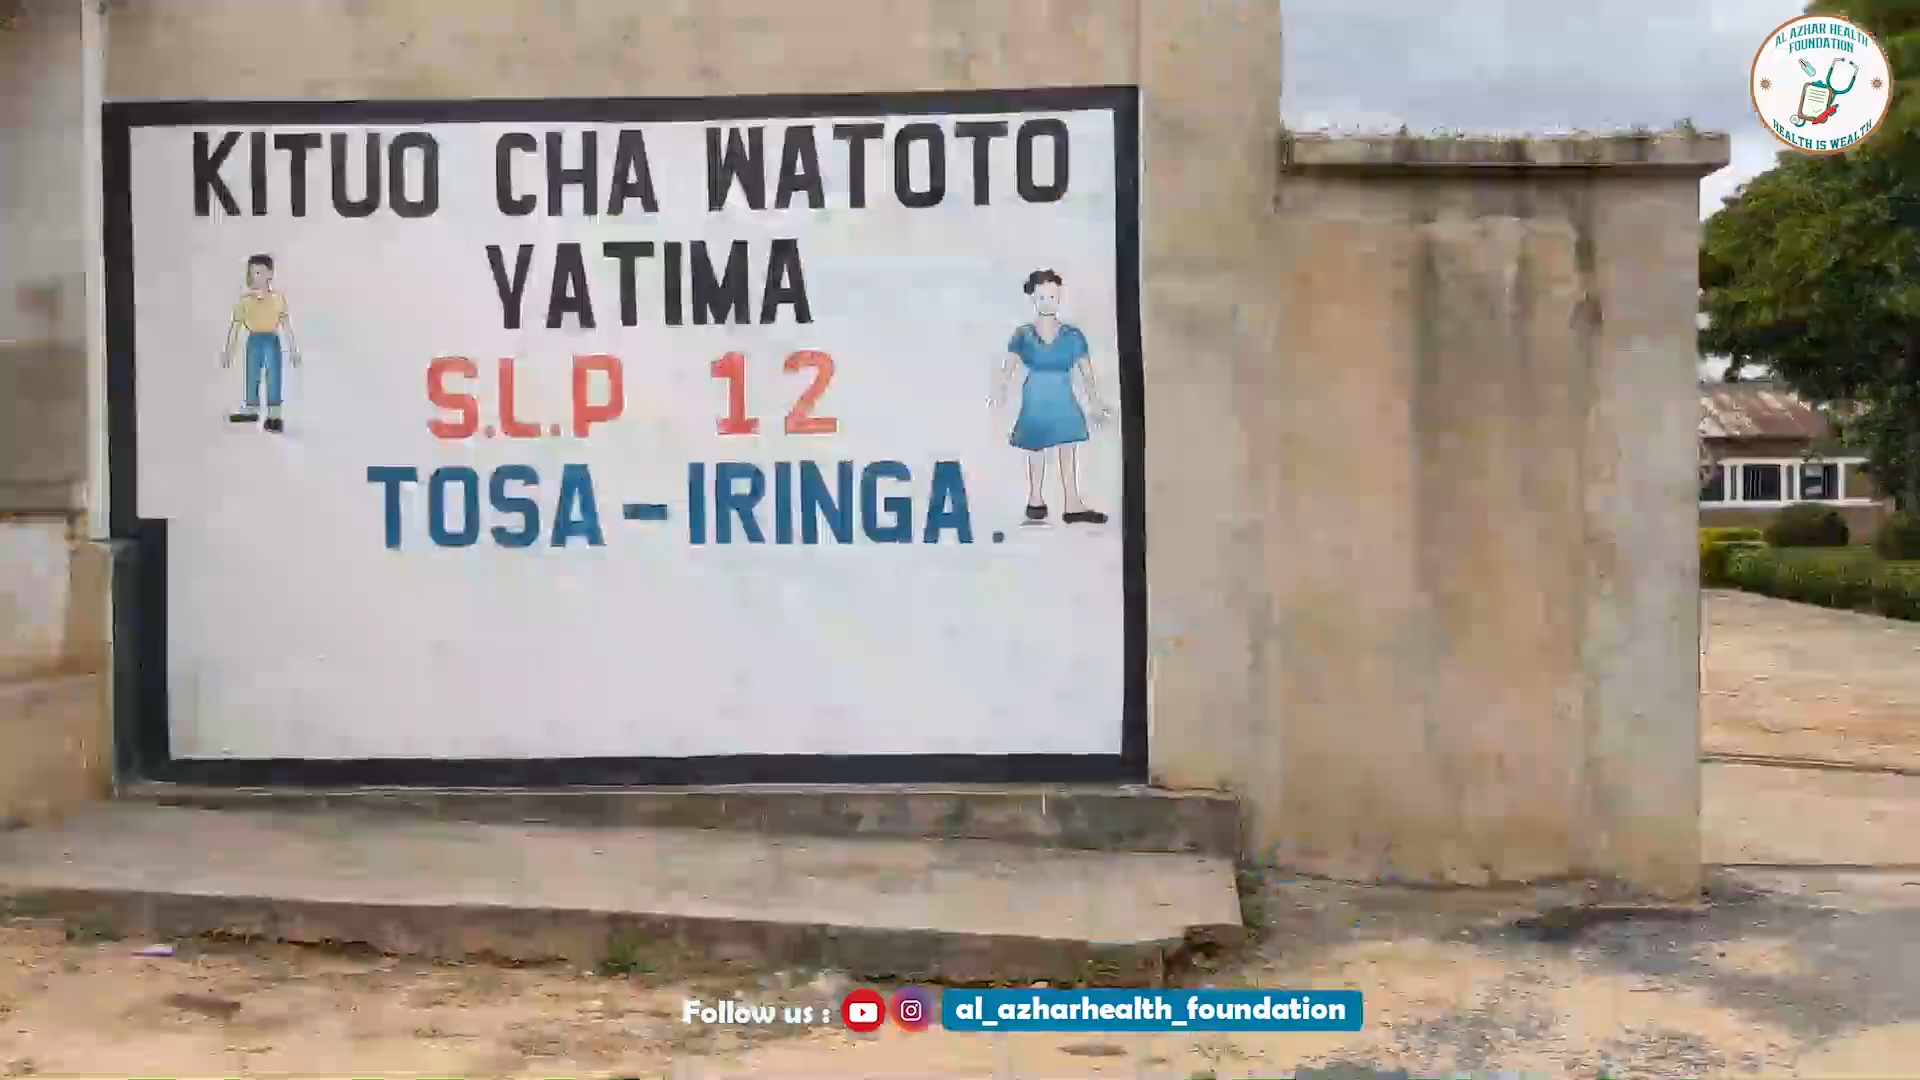 KITUO CHA WATOTO
YATIMA
S.L.P 12
TOSA-IRINGA.
AL AZHAR HEALTH
FOUNDATION
HEALTH IS WEALTH
Follow us :
al_azharhealth_foundation